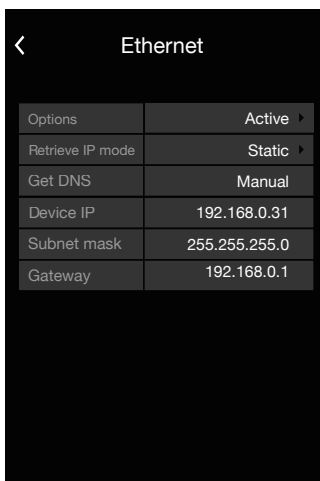 Ethernet
Options Active
Retrieve IP mode Static
Get DNS Manual
Device IP 192.168.0.31
Subnet mask 255.255.255.0
Gateway 192.168.0.1